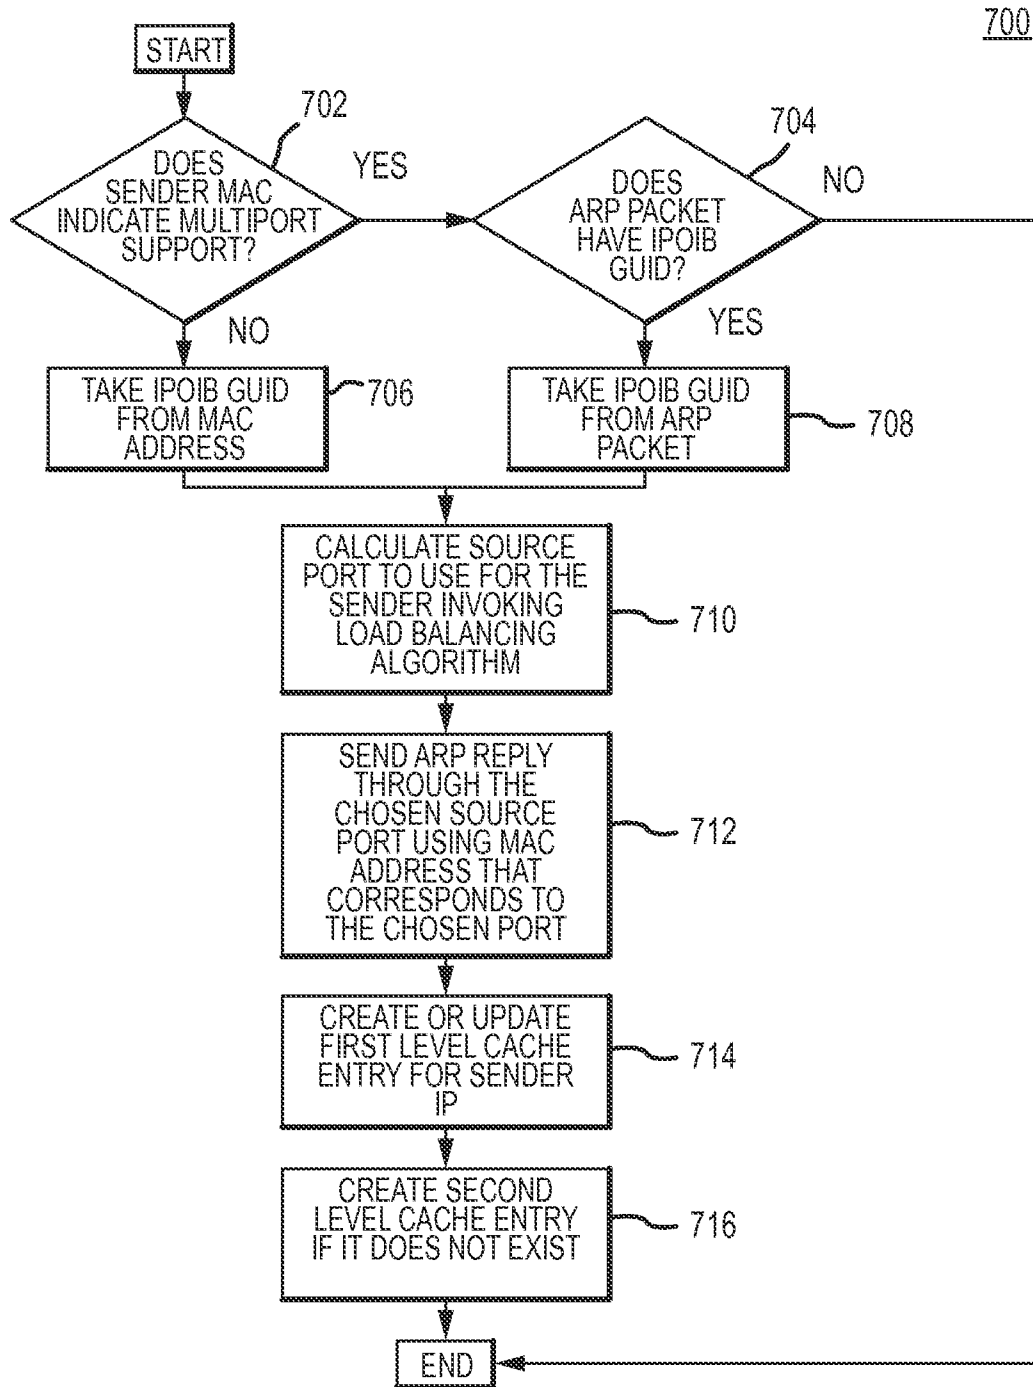 700
START
702
DOES
SENDER MAC
INDICATE MULTIPORT
SUPPORT?
YES
NO
704
DOES
ARP PACKET
HAVE IPOIB
GUID?
NO
YES
TAKE IPOIB GUID
FROM MAC
ADDRESS
706
TAKE IPOIB GUID
FROM ARP
PACKET
708
CALCULATE SOURCE
PORT TO USE FOR THE
SENDER INVOKING
LOAD BALANCING
ALGORITHM
710
SEND ARP REPLY
THROUGH THE
CHOSEN SOURCE
PORT USING MAC
ADDRESS THAT
CORRESPONDS TO
THE CHOSEN PORT
712
CREATE OR UPDATE
FIRST LEVEL CACHE
ENTRY FOR SENDER
IP
714
CREATE SECOND
LEVEL CACHE ENTRY
IF IT DOES NOT EXIST
716
END